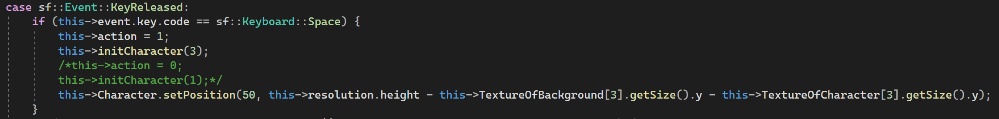 case sf::Event::KeyReleased:
if (this->event.key.code == sf::Keyboard::Space) {
this->action = 1;
this->initCharacter(3);
/*this->action = 0;
this->initCharacter(1);*/
this->Character.setPosition(50, this->resolution.height - this->TextureOfBackground[3].getSize().y - this->TextureOfCharacter[3].getSize().y);
}